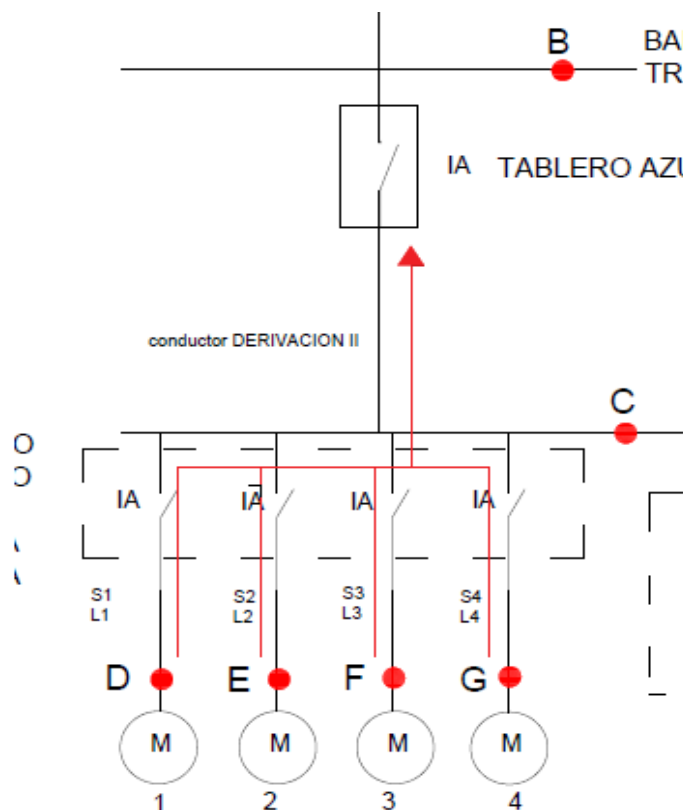 B
BA
TR
IA TABLERO AZU
conductor DERIVACION II
C
O
O
IA IA IA IA
A
A
S1 S2 S3 S4
L1 L2 L3 L4
D E F G
M M M M
1 2 3 4